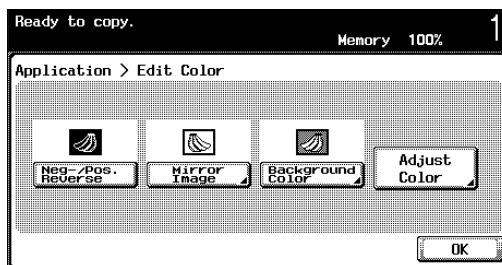 Ready to copy.
Memory 100% 1
Application > Edit Color
Neg-/Pos.
Reverse
Mirror
Image
Background
Color
Adjust
Color
OK